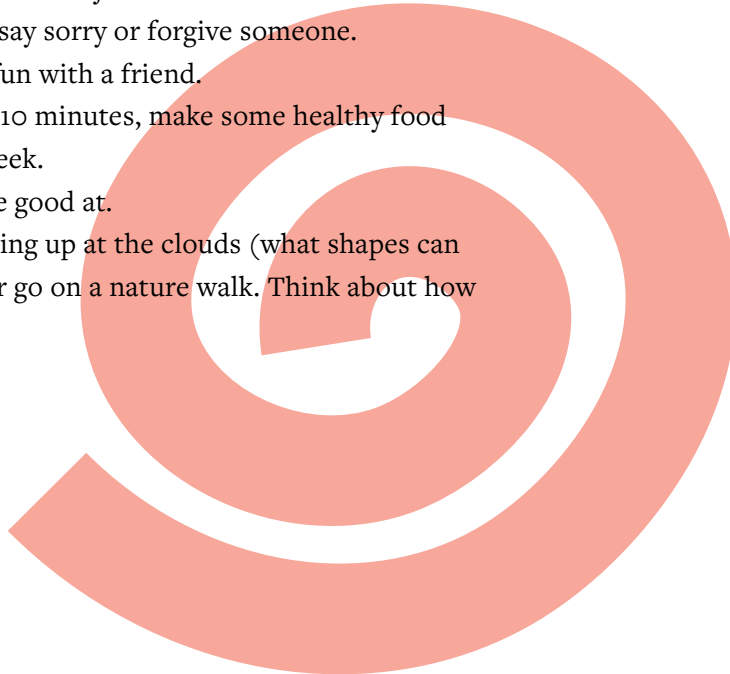 say sorry or forgive someone.
fun with a friend.
10 minutes, make some healthy food
eek.
e good at.
ing up at the clouds (what shapes can
r go on a nature walk. Think about how